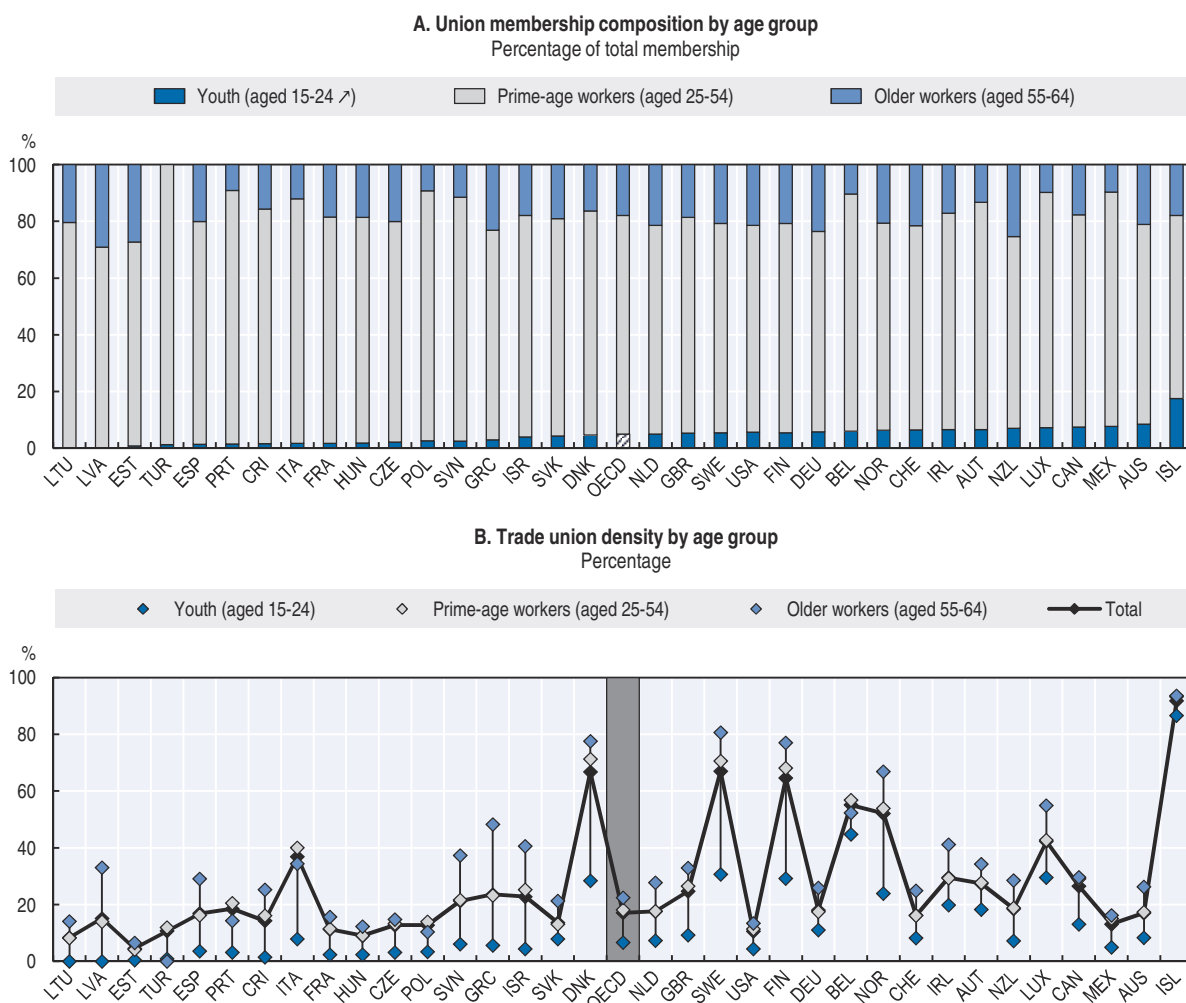 A. Union membership composition by age group
Percentage of total membership
Youth (aged 15-24 ↗) Prime-age workers (aged 25-54) Older workers (aged 55-64)
%
100
80
60
40
20
0
LTU LVA EST TUR ESP PRT CRI ITA FRA HUN CZE POL SVN GRC ISR SVK DNK OECD NLD GBR SWE USA FIN DEU BEL NOR CHE IRL AUT NZL LUX CAN MEX AUS ISL
B. Trade union density by age group
Percentage
Youth (aged 15-24) Prime-age workers (aged 25-54) Older workers (aged 55-64) Total
%
100
80
60
40
20
0
LTU LVA EST TUR ESP PRT CRI ITA FRA HUN CZE POL SVN GRC ISR SVK DNK OECD NLD GBR SWE USA FIN DEU BEL NOR CHE IRL AUT NZL LUX CAN MEX AUS ISL